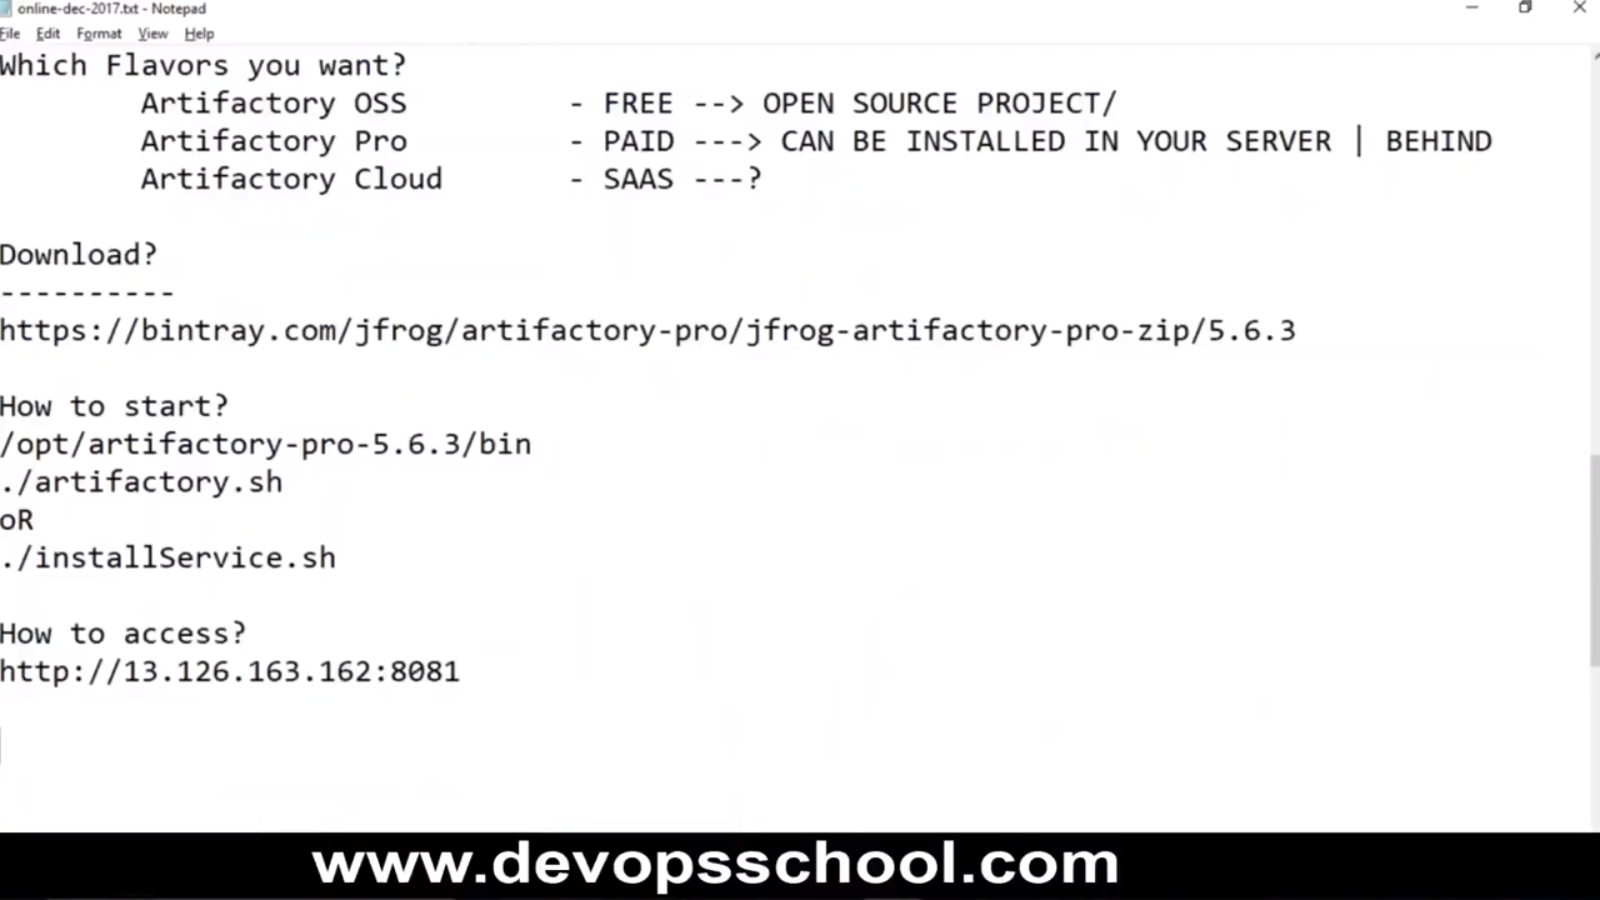 online-dec-2017.txt - Notepad
File Edit Format View Help
Which Flavors you want?
Artifactory OSS - FREE --> OPEN SOURCE PROJECT/
Artifactory Pro - PAID ---> CAN BE INSTALLED IN YOUR SERVER | BEHIND
Artifactory Cloud - SAAS ---?
Download?
----------
https://bintray.com/jfrog/artifactory-pro/jfrog-artifactory-pro-zip/5.6.3
How to start?
/opt/artifactory-pro-5.6.3/bin
./artifactory.sh
oR
./installService.sh
How to access?
http://13.126.163.162:8081
www.devopsschool.com